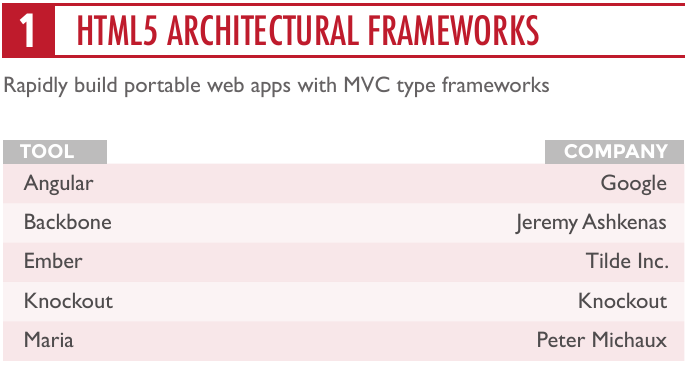 1 HTML5 ARCHITECTURAL FRAMEWORKS
Rapidly build portable web apps with MVC type frameworks
TOOL COMPANY
Angular Google
Backbone Jeremy Ashkenas
Ember Tilde Inc.
Knockout Knockout
Maria Peter Michaux